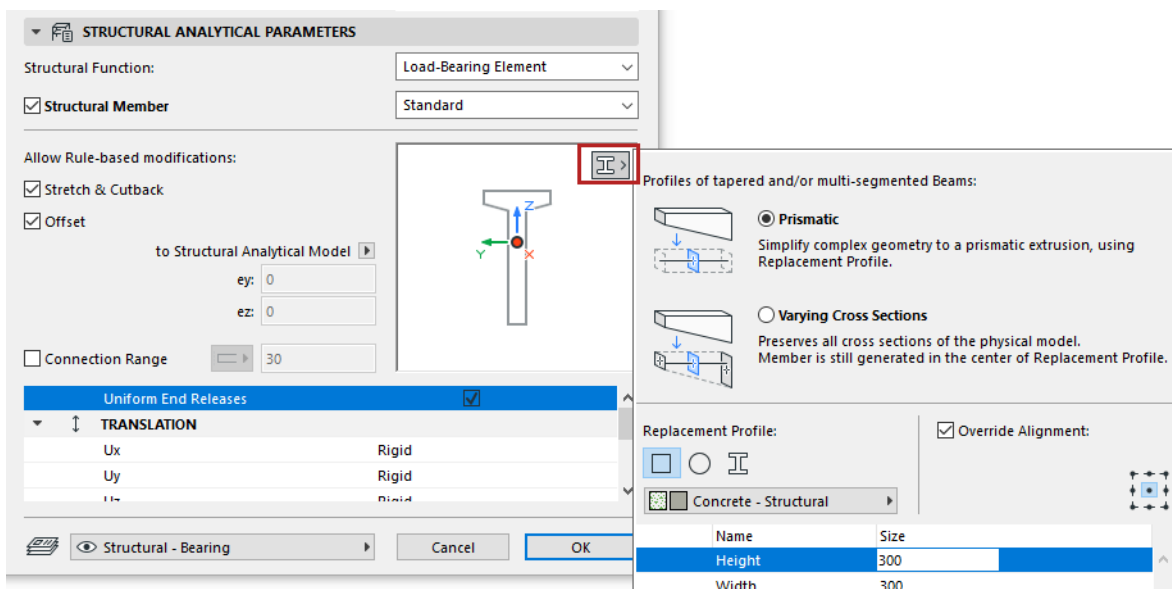 STRUCTURAL ANALYTICAL PARAMETERS
Structural Function:
Load-Bearing Element
Structural Member
Standard
Allow Rule-based modifications:
Stretch & Cutback
Offset
to Structural Analytical Model
ey: 0
ez: 0
Connection Range
30
Z
Y
X
Uniform End Releases
TRANSLATION
Ux Rigid
Uy Rigid
Uz Rigid
Structural - Bearing
Cancel
OK
Profiles of tapered and/or multi-segmented Beams:
Prismatic
Simplify complex geometry to a prismatic extrusion, using
Replacement Profile.
Varying Cross Sections
Preserves all cross sections of the physical model.
Member is still generated in the center of Replacement Profile.
Replacement Profile:
Override Alignment:
Concrete - Structural
Name Size
Height 300
Width 300